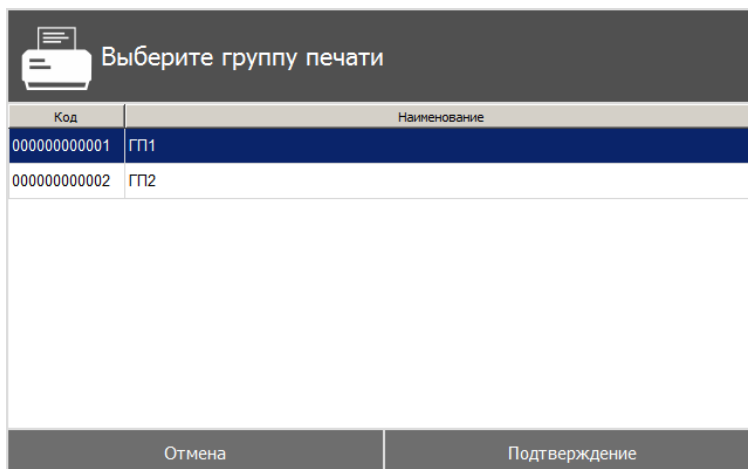 Выберите группу печати
Код Наименование
000000000001 ГП1
000000000002 ГП2
Отмена Подтверждение